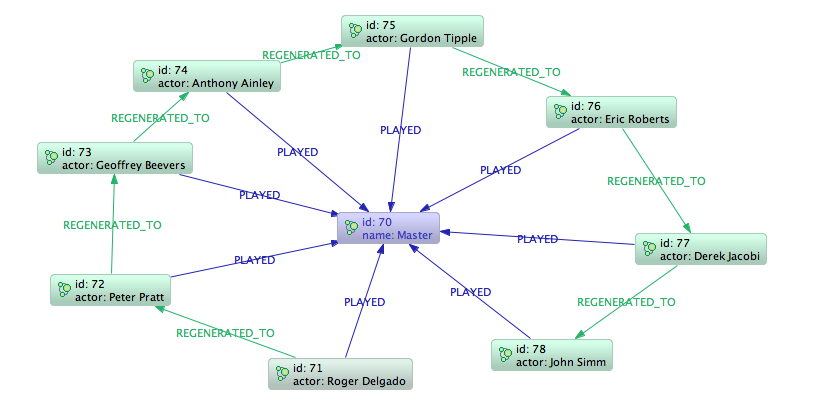 id: 75
actor: Gordon Tipple
REGENERATED_TO
id: 74
actor: Anthony Ainley
REGENERATED_TO
REGENERATED_TO
id: 76
actor: Eric Roberts
PLAYED
id: 73
actor: Geoffrey Beevers
PLAYED
PLAYED
REGENERATED_TO
PLAYED
REGENERATED_TO
id: 70
name: Master
PLAYED
id: 77
actor: Derek Jacobi
PLAYED
id: 72
actor: Peter Pratt
PLAYED
PLAYED
REGENERATED_TO
REGENERATED_TO
id: 78
actor: John Simm
id: 71
actor: Roger Delgado